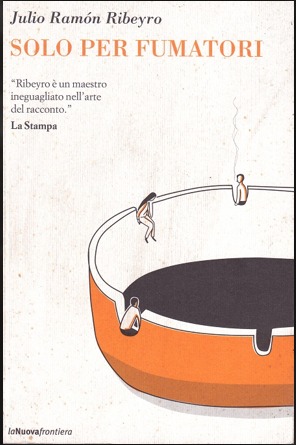 Julio Ramón Ribeyro
SOLO PER FUMATORI
“Ribeyro è un maestro
ineguagliato nell’arte
del racconto.”
La Stampa
laNuovafrontiera